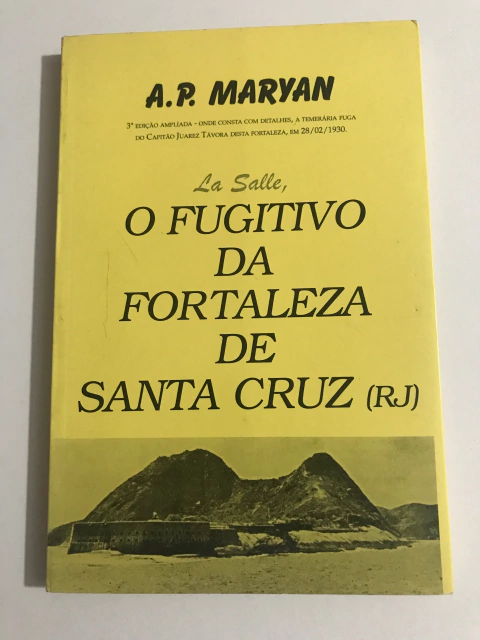 A.P. MARYAN
3ª EDIÇÃO AMPLIADA - ONDE CONSTA COM DETALHES, A TEMERÁRIA FUGA
DO CAPITÃO JUAREZ TÁVORA DESTA FORTALEZA, EM 28/02/1930.
La Salle,
O FUGITIVO
DA
FORTALEZA
DE
SANTA CRUZ (RJ)